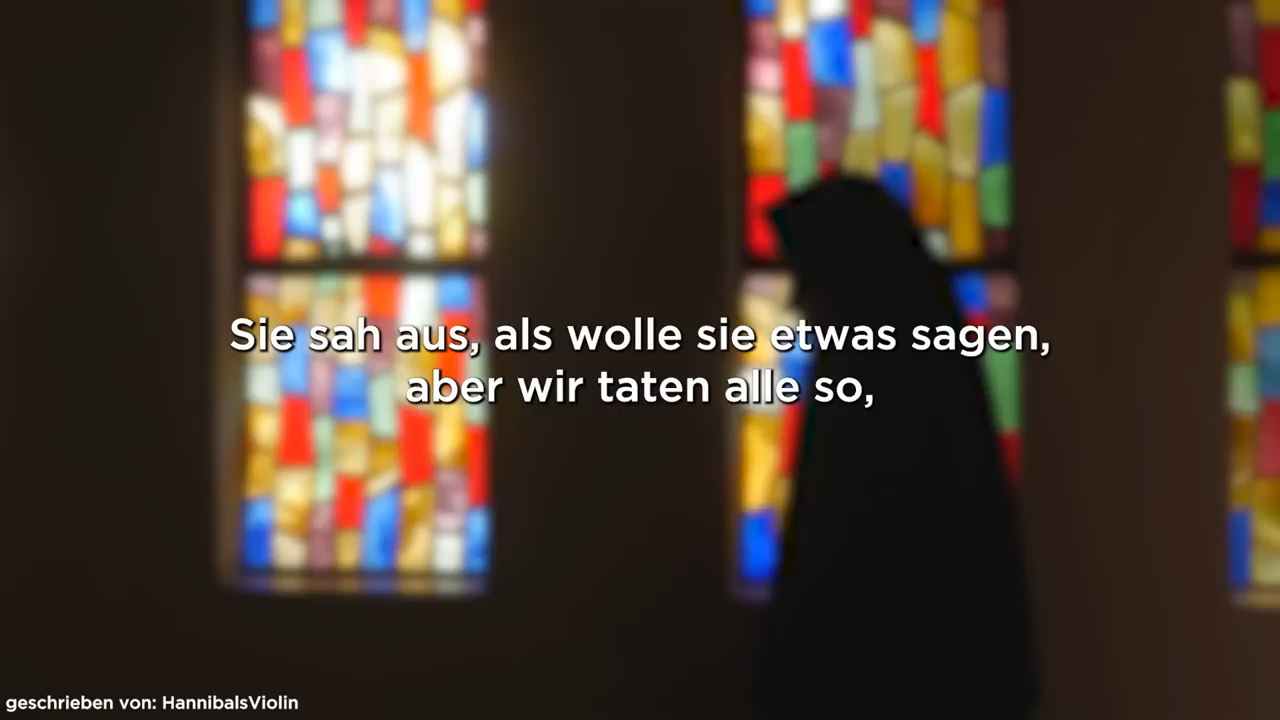 Sie sah aus, als wolle sie etwas sagen,
aber wir taten alle so,
geschrieben von: HannibalsViolin